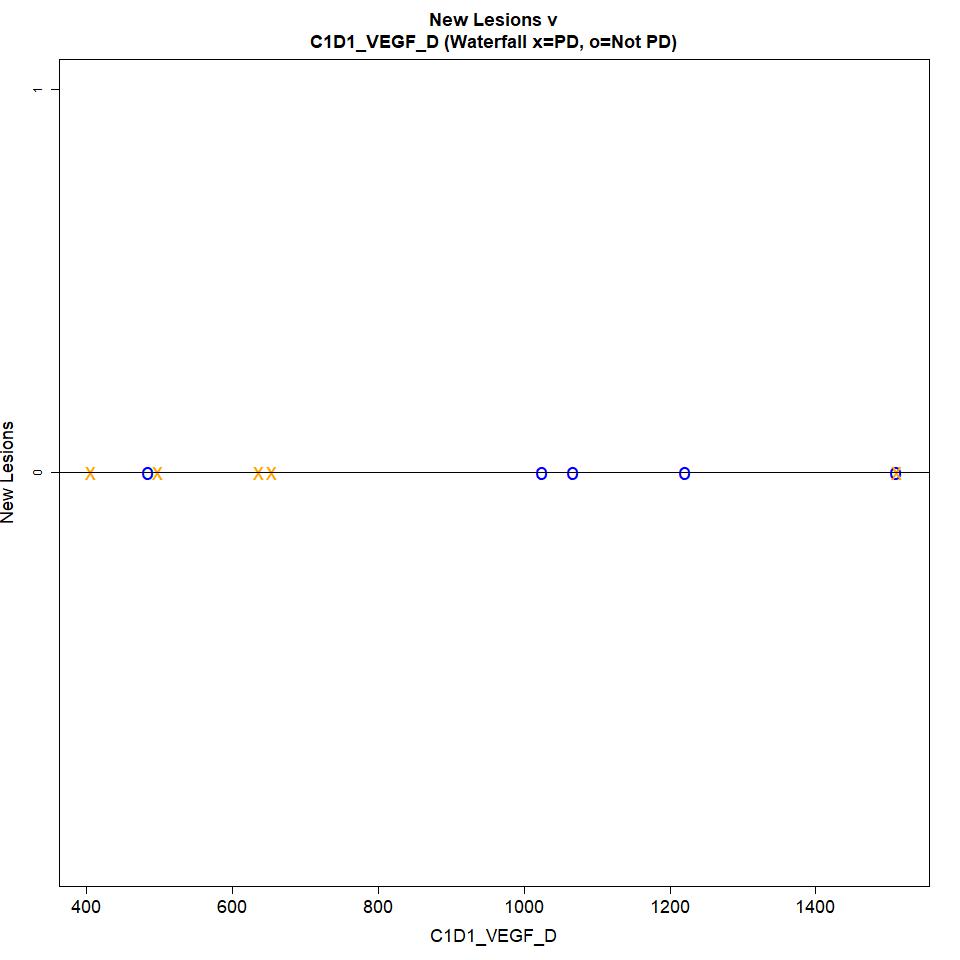 New Lesions v
C1D1_VEGF_D (Waterfall x=PD, o=Not PD)
1
New Lesions
0
x o x x x o o o o x
400 600 800 1000 1200 1400
C1D1_VEGF_D